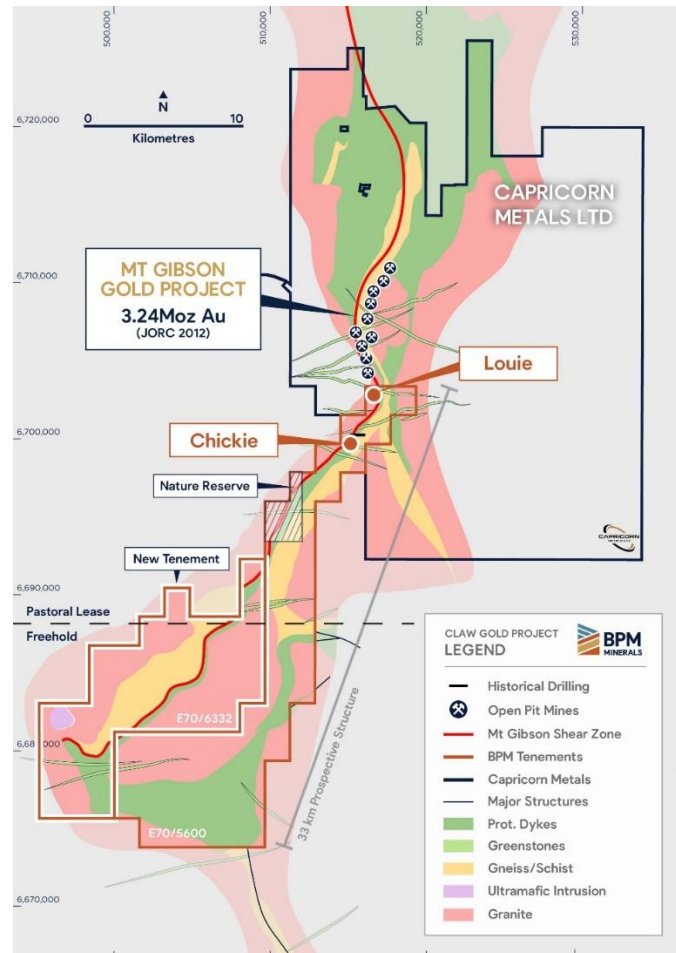 500,000
510,000
520,000
530,000
6,720,000
N
0 10
Kilometres
CAPRICORN
METALS LTD
6,710,000
MT GIBSON
GOLD PROJECT
3.24Moz Au
(JORC 2012)
Louie
6,700,000
Chickie
Nature Reserve
CAPRICORN
New Tenement
6,690,000
Pastoral Lease
Freehold
33 km Prospective Structure
E70/6332
E70/5600
6,670,000
CLAW GOLD PROJECT
LEGEND
BPM
MINERALS
Historical Drilling
Open Pit Mines
Mt Gibson Shear Zone
BPM Tenements
Capricorn Metals
Major Structures
Prot. Dykes
Greenstones
Gneiss/Schist
Ultramafic Intrusion
Granite